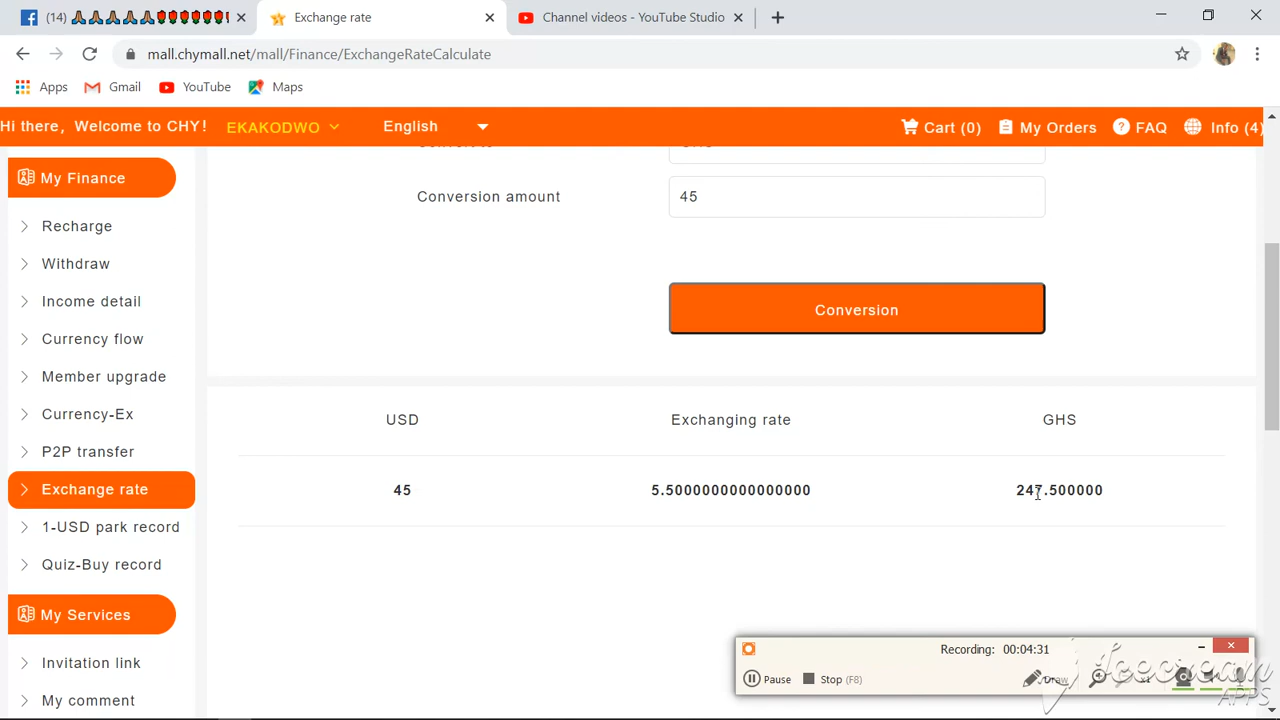 (14) 🙏🙏🙏🙏🙏🌹🌹🌹🌹🌹🌹
Exchange rate
Channel videos - YouTube Studio
mall.chymall.net/mall/Finance/ExchangeRateCalculate
Apps Gmail YouTube Maps
Hi there, Welcome to CHY! EKAKODWO English Cart (0) My Orders FAQ Info (4)
My Finance
Recharge
Withdraw
Income detail
Currency flow
Member upgrade
Currency-Ex
P2P transfer
Exchange rate
1-USD park record
Quiz-Buy record
My Services
Invitation link
My comment
Conversion amount 45
Conversion
USD Exchanging rate GHS
45 5.5000000000000000 247.500000
Recording: 00:04:31
Pause Stop (F8) Draw
Icecream
APPS